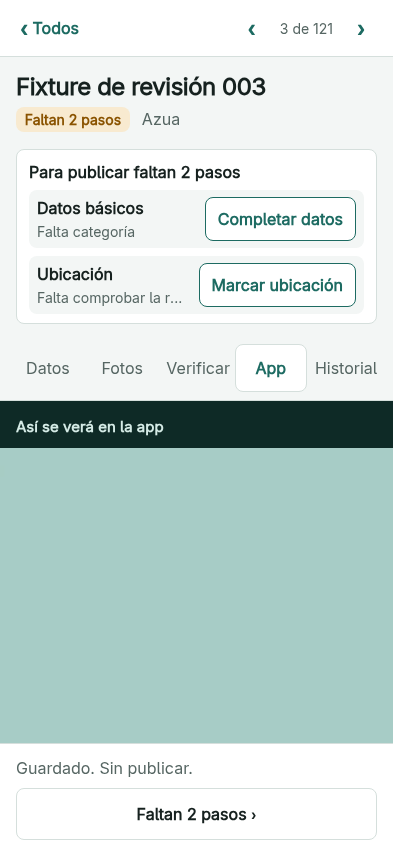 ‹ Todos
‹ 3 de 121 ›
Fixture de revisión 003
Faltan 2 pasos Azua
Para publicar faltan 2 pasos
Datos básicos
Falta categoría
Completar datos
Ubicación
Falta comprobar la r...
Marcar ubicación
Datos Fotos Verificar App Historial
Así se verá en la app
Guardado. Sin publicar.
Faltan 2 pasos ›